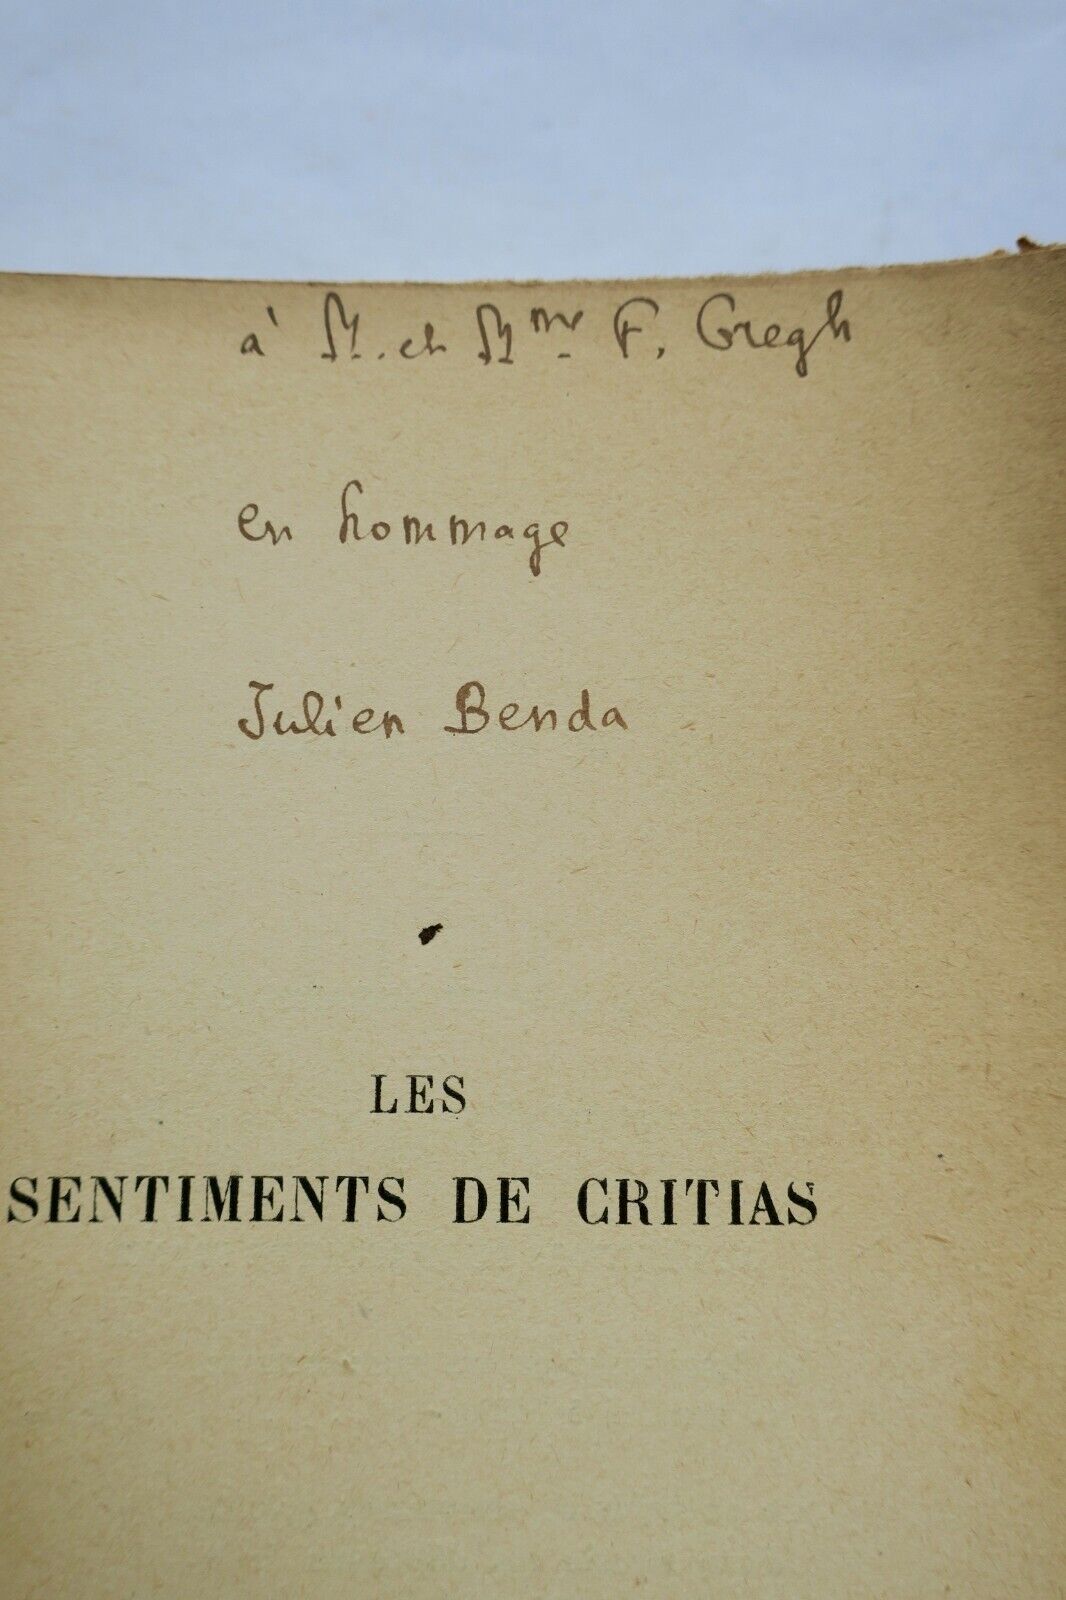 à M. et Mme F. Gregh
en hommage
Julien Benda
LES
SENTIMENTS DE CRITIAS